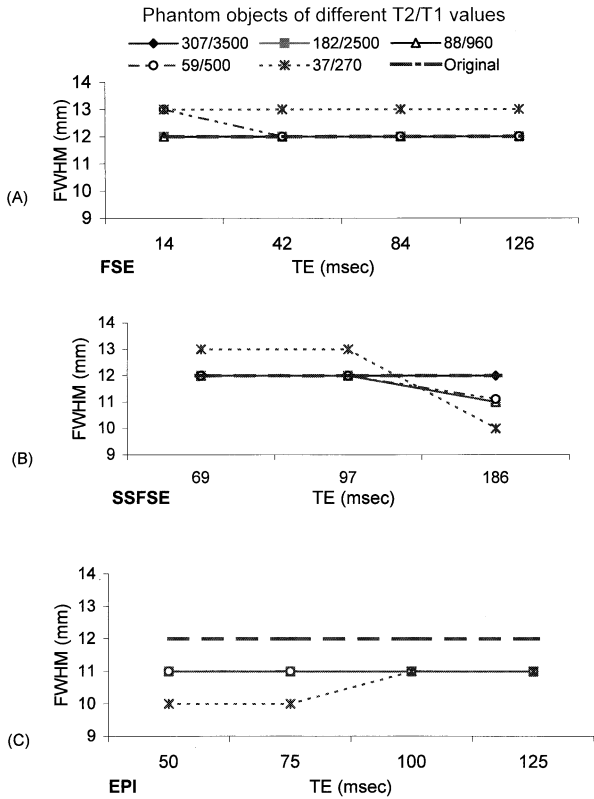 Phantom objects of different T2/T1 values
307/3500 182/2500 88/960
59/500 37/270 Original
(A)
FWHM (mm)
14
13
12
11
10
9
14 42 84 126
FSE TE (msec)
(B)
FWHM (mm)
14
13
12
11
10
9
69 97 186
SSFSE TE (msec)
(C)
FWHM (mm)
14
13
12
11
10
9
50 75 100 125
EPI TE (msec)